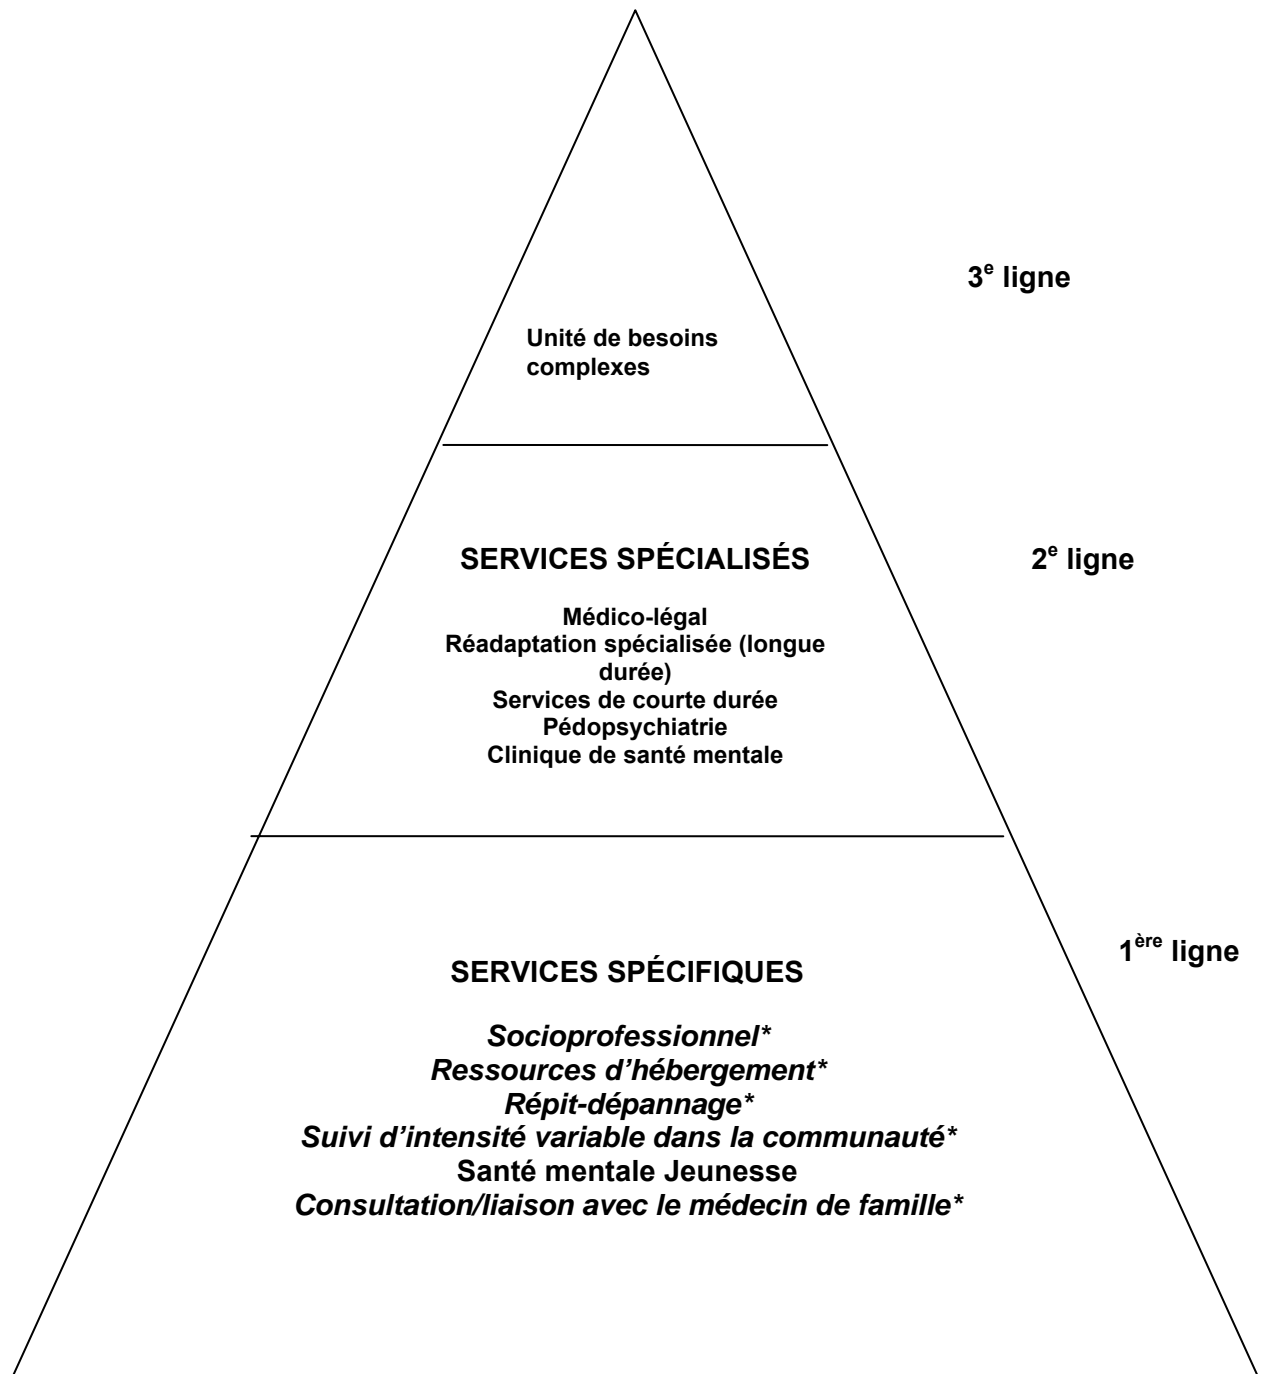 3e ligne
Unité de besoins
complexes
SERVICES SPÉCIALISÉS
2e ligne
Médico-légal
Réadaptation spécialisée (longue
durée)
Services de courte durée
Pédopsychiatrie
Clinique de santé mentale
1ère ligne
SERVICES SPÉCIFIQUES
Socioprofessionnel*
Ressources d’hébergement*
Répit-dépannage*
Suivi d’intensité variable dans la communauté*
Santé mentale Jeunesse
Consultation/liaison avec le médecin de famille*